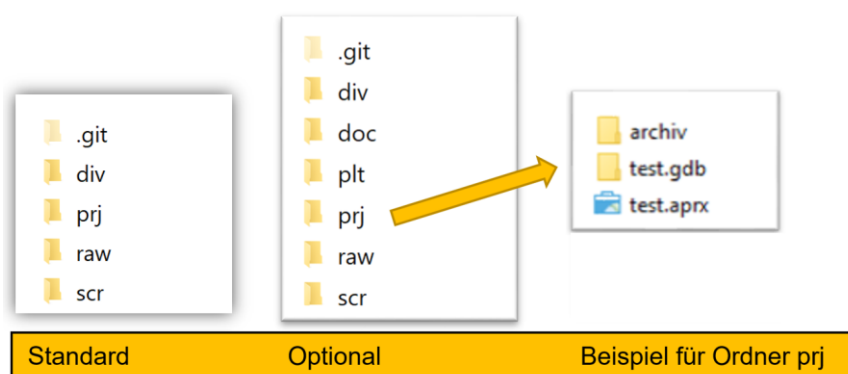 .git
div
prj
raw
scr
.git
div
doc
plt
prj
raw
scr
archiv
test.gdb
test.aprx
Standard
Optional
Beispiel für Ordner prj